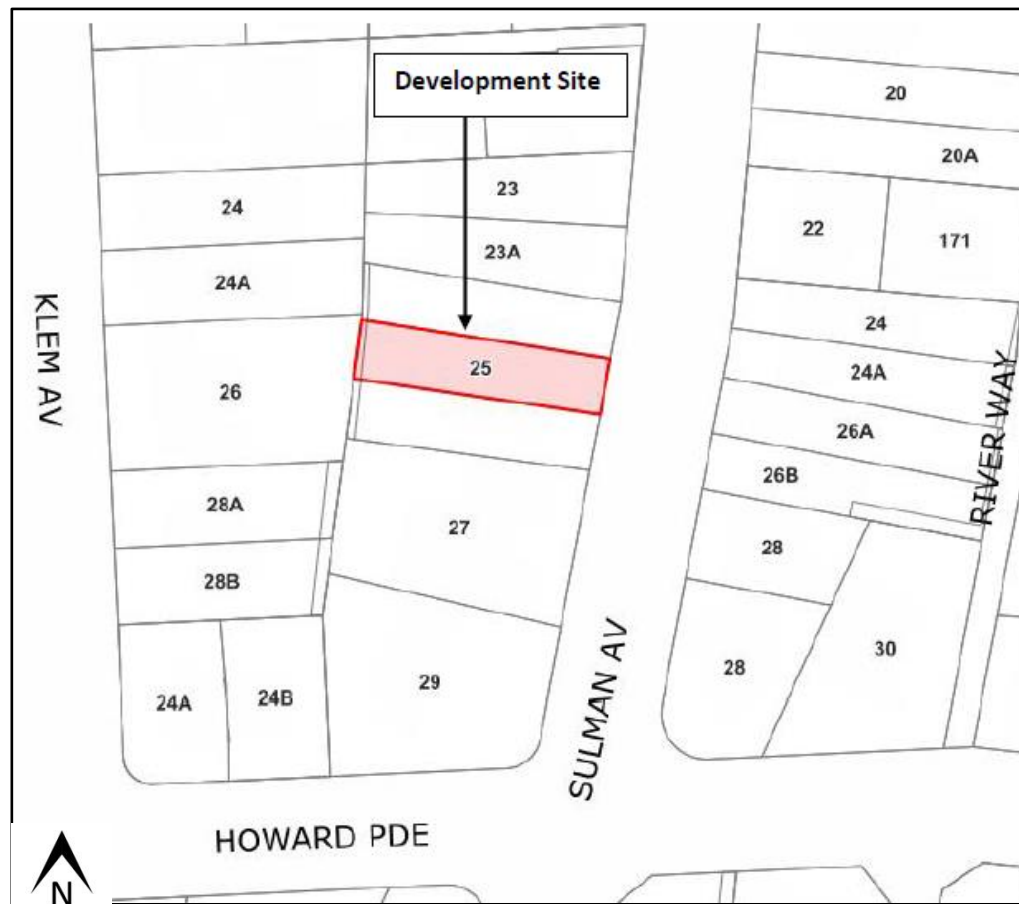 Development Site
20
20A
23
24
22
171
23A
24A
24
25
24A
KLEM AV
26
26A
RIVER WAY
26B
28A
27
28
28B
30
28
29
24B
24A
SULMAN AV
HOWARD PDE
N